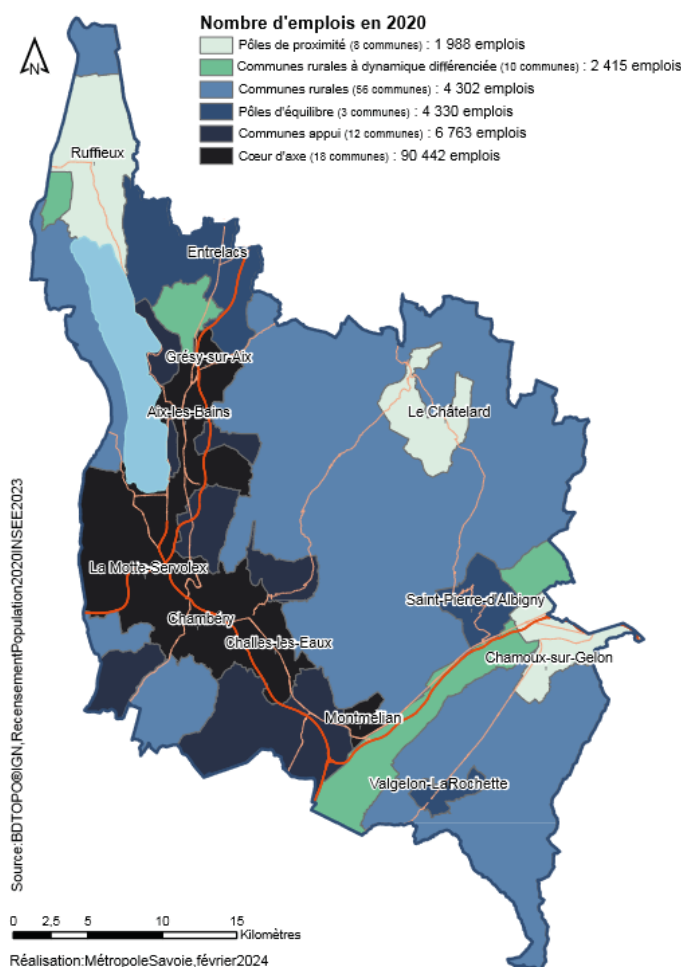 Nombre d'emplois en 2020
Pôles de proximité (8 communes) : 1 988 emplois
Communes rurales à dynamique différenciée (10 communes) : 2 415 emplois
Communes rurales (56 communes) : 4 302 emplois
Pôles d'équilibre (3 communes) : 4 330 emplois
Communes appui (12 communes) : 6 763 emplois
Cœur d'axe (18 communes) : 90 442 emplois
N
Ruffieux
Entrelacs
Grésy-sur-Aix
Aix-les-Bains
Le Châtelard
La Motte-Servolex
Saint-Pierre-d'Albigny
Chambéry
Challes-les-Eaux
Chamoux-sur-Gelon
Montmélian
Valgelon-LaRochette
Source:BDTOPO®IGN,RecensementPopulation2020INSEE2023
0 2,5 5 10 15
Kilomètres
Réalisation:MétropoleSavoie,février2024